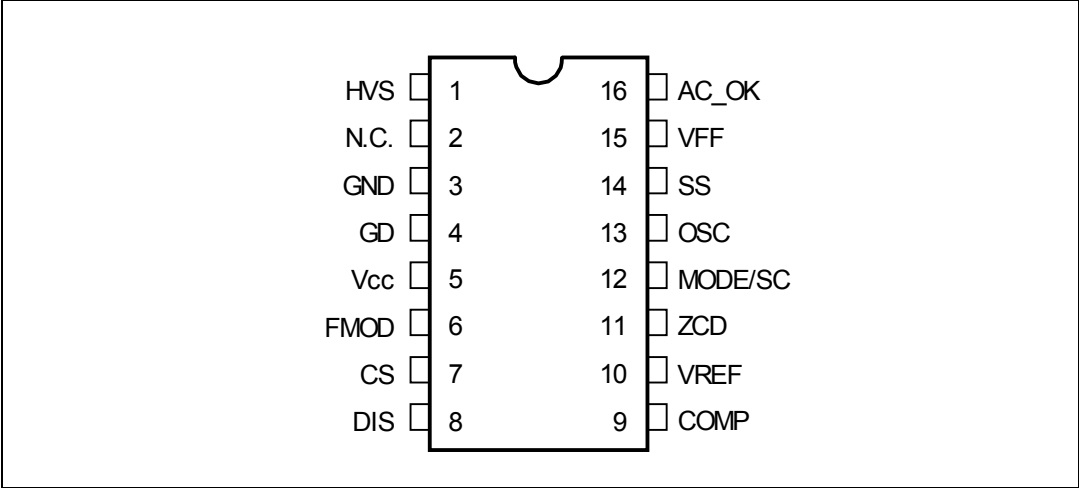 HVS 1 16 AC_OK
N.C. 2 15 VFF
GND 3 14 SS
GD 4 13 OSC
Vcc 5 12 MODE/SC
FMOD 6 11 ZCD
CS 7 10 VREF
DIS 8 9 COMP